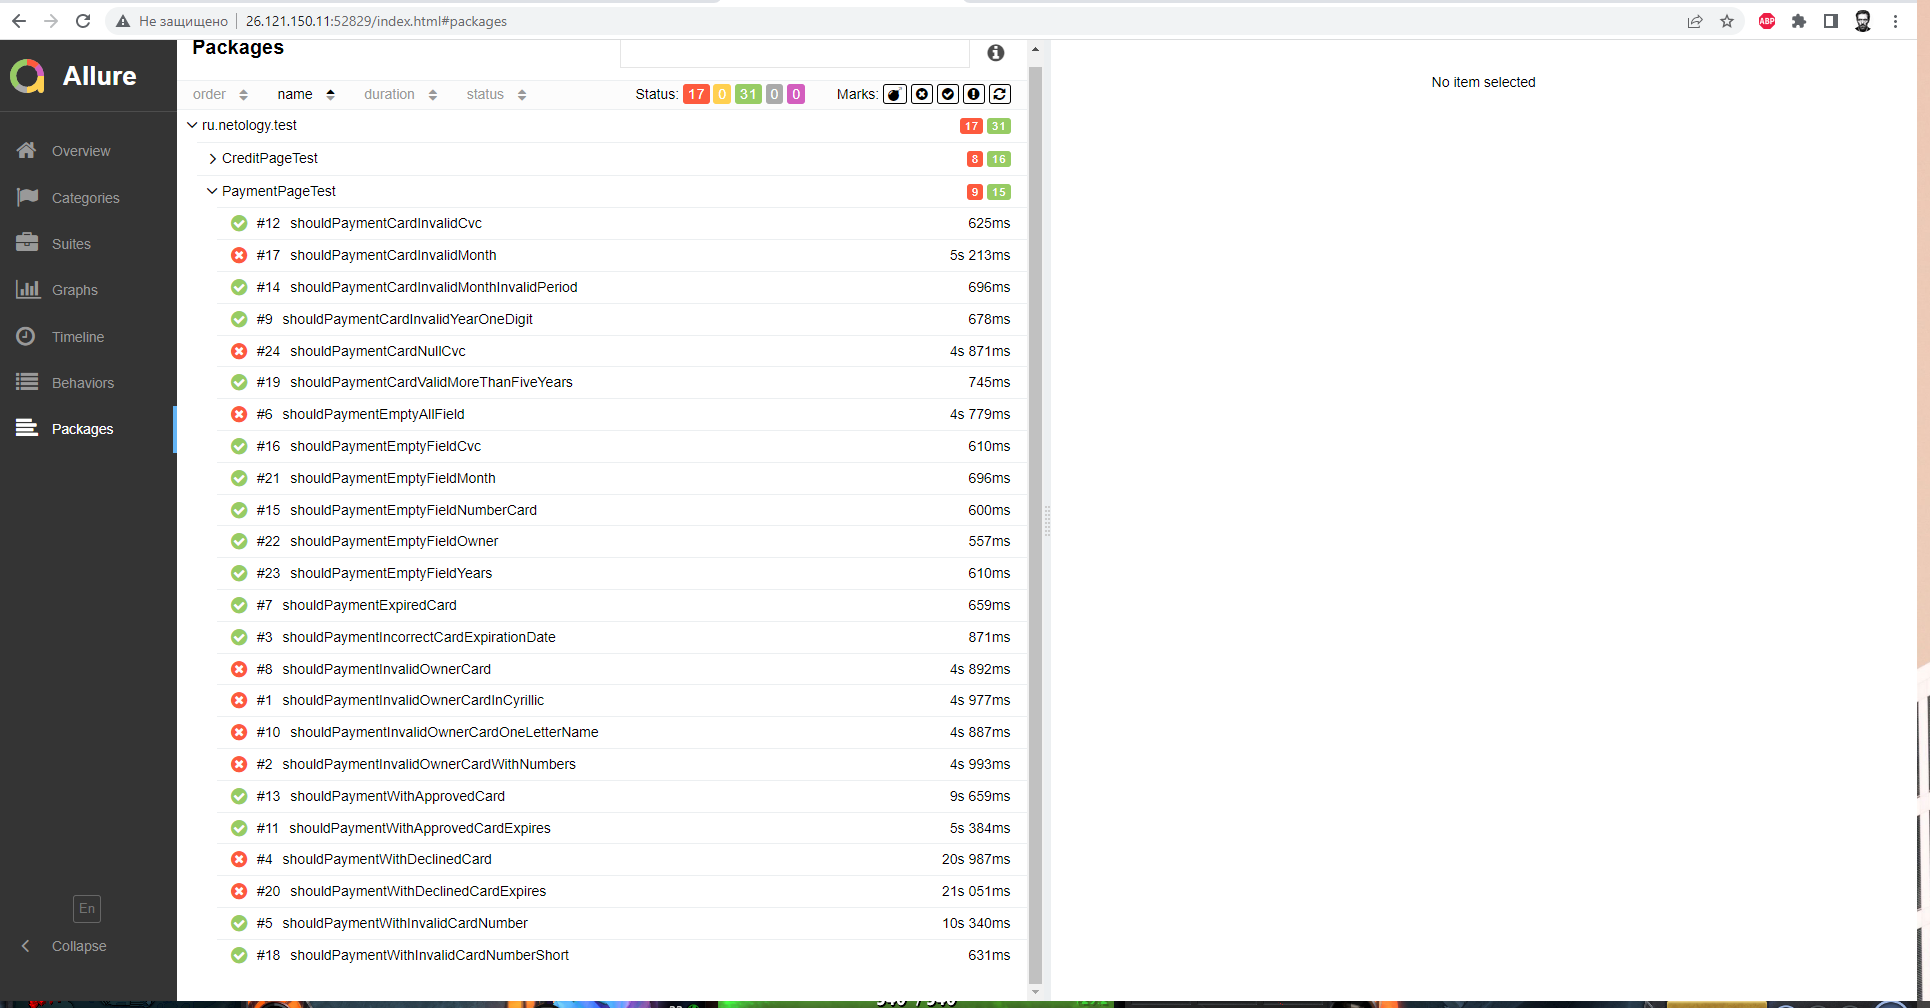 Не защищено 26.121.150.11:52829/index.html#packages
ABP
Allure
Overview
Categories
Suites
Graphs
Timeline
Behaviors
Packages
En
Collapse
Packages
order name duration status Status: 17 0 31 0 0 Marks:
ru.netology.test 17 31
CreditPageTest 8 16
PaymentPageTest 9 15
#12 shouldPaymentCardInvalidCvc 625ms
#17 shouldPaymentCardInvalidMonth 5s 213ms
#14 shouldPaymentCardInvalidMonthInvalidPeriod 696ms
#9 shouldPaymentCardInvalidYearOneDigit 678ms
#24 shouldPaymentCardNullCvc 4s 871ms
#19 shouldPaymentCardValidMoreThanFiveYears 745ms
#6 shouldPaymentEmptyAllField 4s 779ms
#16 shouldPaymentEmptyFieldCvc 610ms
#21 shouldPaymentEmptyFieldMonth 696ms
#15 shouldPaymentEmptyFieldNumberCard 600ms
#22 shouldPaymentEmptyFieldOwner 557ms
#23 shouldPaymentEmptyFieldYears 610ms
#7 shouldPaymentExpiredCard 659ms
#3 shouldPaymentIncorrectCardExpirationDate 871ms
#8 shouldPaymentInvalidOwnerCard 4s 892ms
#1 shouldPaymentInvalidOwnerCardInCyrillic 4s 977ms
#10 shouldPaymentInvalidOwnerCardOneLetterName 4s 887ms
#2 shouldPaymentInvalidOwnerCardWithNumbers 4s 993ms
#13 shouldPaymentWithApprovedCard 9s 659ms
#11 shouldPaymentWithApprovedCardExpires 5s 384ms
#4 shouldPaymentWithDeclinedCard 20s 987ms
#20 shouldPaymentWithDeclinedCardExpires 21s 051ms
#5 shouldPaymentWithInvalidCardNumber 10s 340ms
#18 shouldPaymentWithInvalidCardNumberShort 631ms
No item selected